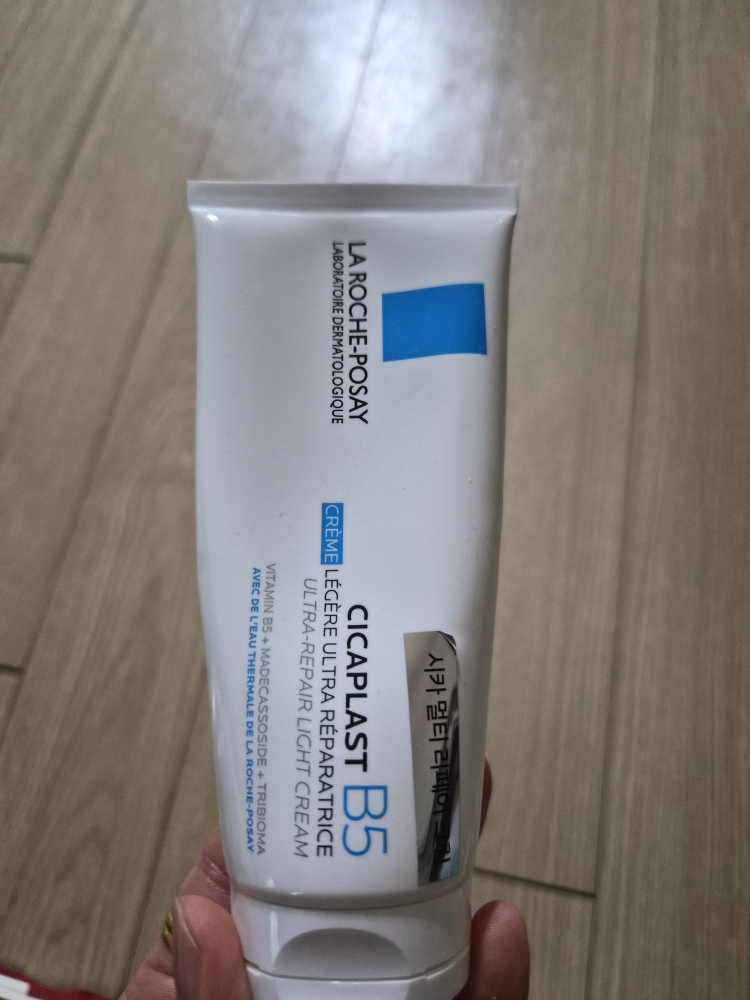 LA ROCHE-POSAY
LABORATOIRE DERMATOLOGIQUE
시카 멀티 리페어 크림
CICAPLAST B5
CRÈME LÉGÈRE ULTRA RÉPARATRICE
ULTRA-REPAIR LIGHT CREAM
VITAMIN B5 + MADECASSOSIDE + TRIBIOMA
AVEC DE L'EAU THERMALE DE LA ROCHE-POSAY